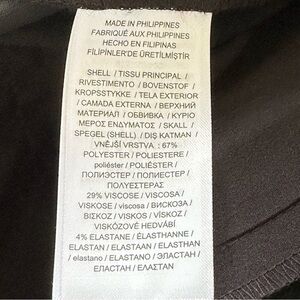 MADE IN PHILIPPINES
FABRIQUÉ AUX PHILIPPINES
HECHO EN FILIPINAS
FİLİPİNLER'DE ÜRETİLMİŞTİR
SHELL / TISSU PRINCIPAL /
RIVESTIMENTO / BOVENSTOF /
KROPSSTYKKE / TELA EXTERIOR
/ CAMADA EXTERNA / ВЕРХНИЙ
МАТЕРИАЛ / ОБВИВКА / KYPIO
ΜΕΡΟΣ ΕΝΔΥΜΑΤΟΣ / SKALL /
SPEGEL (SHELL) / DIŞ KATMAN /
VNĚJŠÍ VRSTVA : 67%
POLYESTER / POLIESTERE /
poliéster / POLIÉSTER /
ПОЛИЭСТЕР / ПОЛИЕСТЕР /
ΠΟΛΥΕΣΤΕΡΑΣ
29% VISCOSE / VISCOSA /
VISKOSE / viscosa / ВИСКОЗА /
ΒΙΣΚΟΖ / VISKOS / VİSKOZ /
VISKÓZOVÉ HEDVÁBÍ
4% ELASTANE / ÉLASTHANNE /
ELASTAN / ELASTAAN / ELASTHAN
/ elastano / ELASTANO / ЭЛАСТАН /
ЕЛАСТАН / ΕΛΑΣΤΑΝ